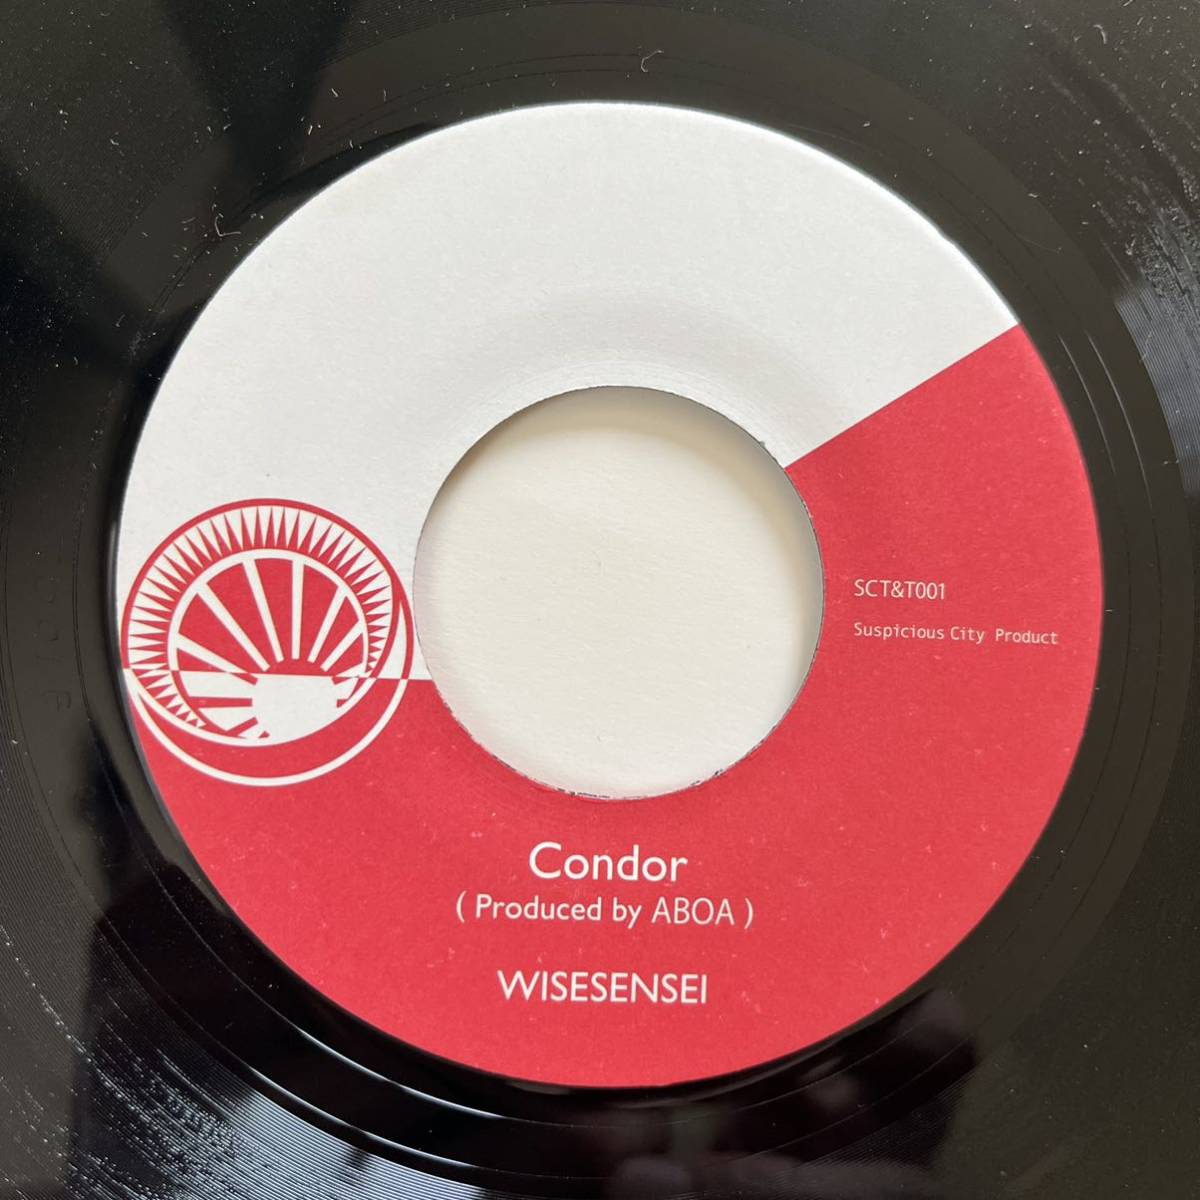 SCT&T001
Suspicious City Product
Condor
( Produced by ABOA )
WISESENSEI